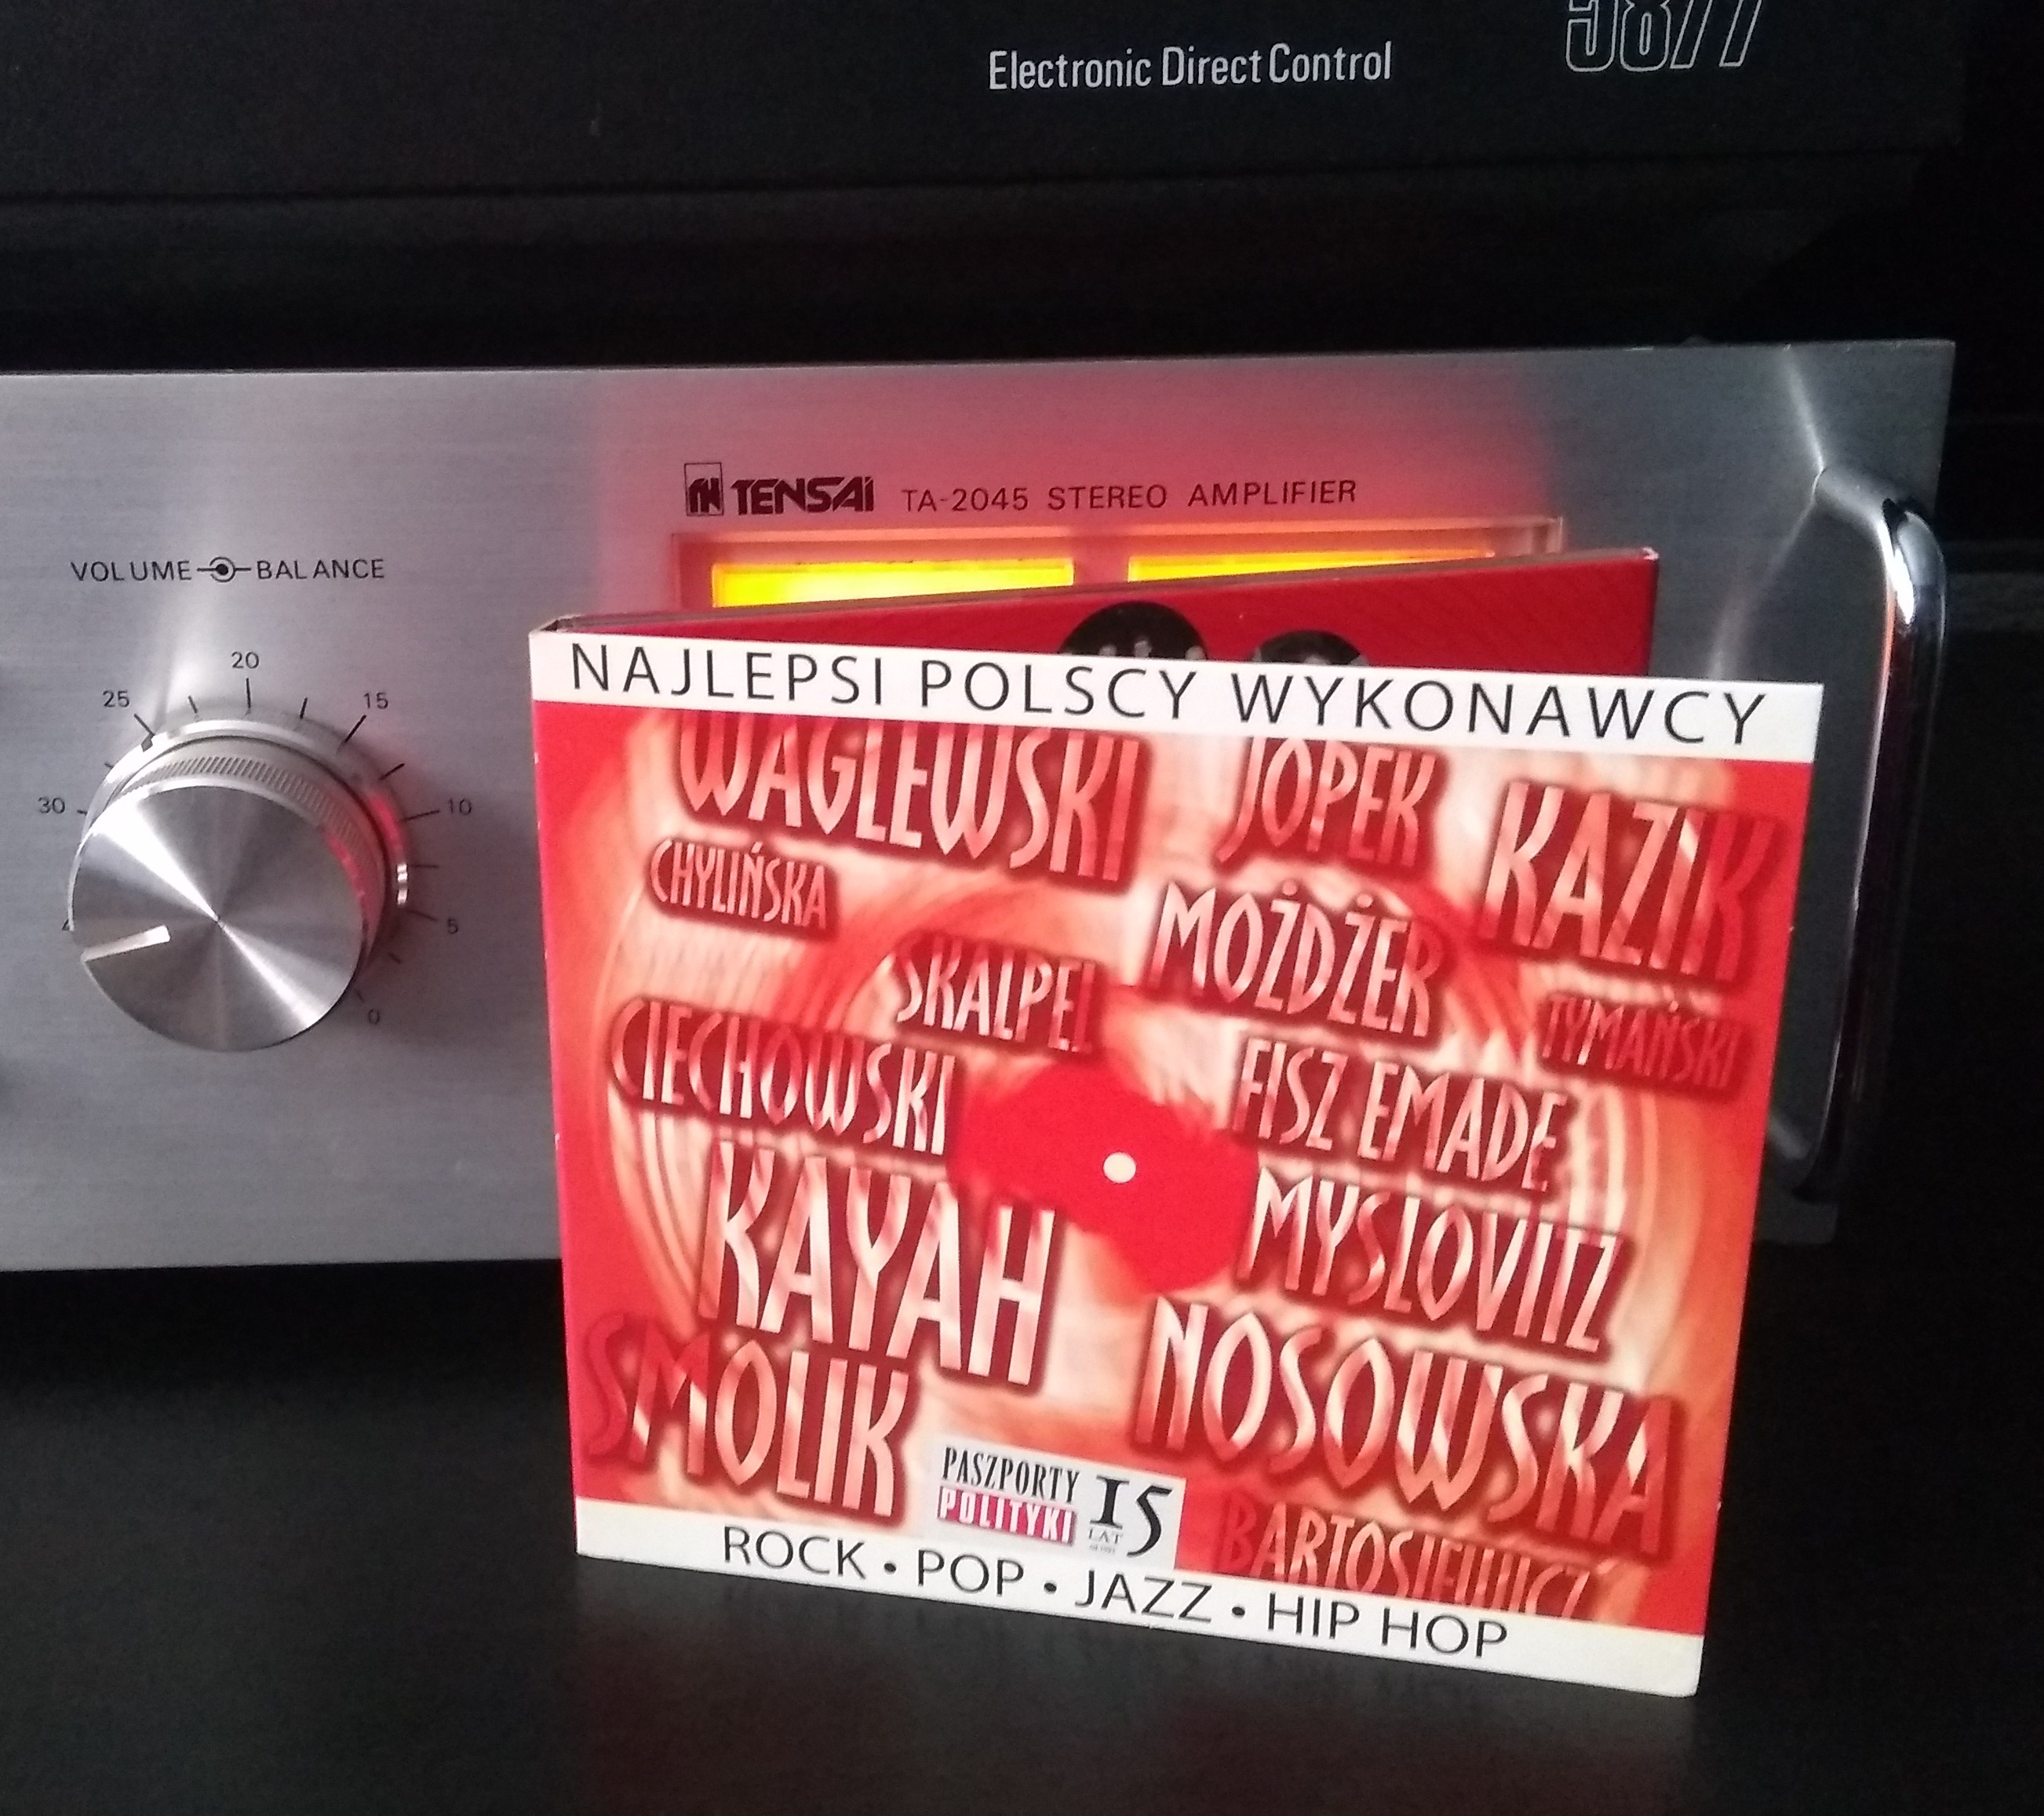 Electronic Direct Control
TENSAI TA-2045 STEREO AMPLIFIER
VOLUME BALANCE
20
25 15
30 10
5
0
NAJLEPSI POLSCY WYKONAWCY
WAGLEWSKI JOPEK KAZIK
CHYLIŃSKA MOŻDŻER
SKALPEL TYMAŃSKI
CIECHOWSKI FISZ EMADE
KAYAH MYSLOVITZ
SMOLIK NOSOWSKA
PASZPORTY
POLITYKI
15
LAT
BARTOSIEWICZ
ROCK • POP • JAZZ • HIP HOP